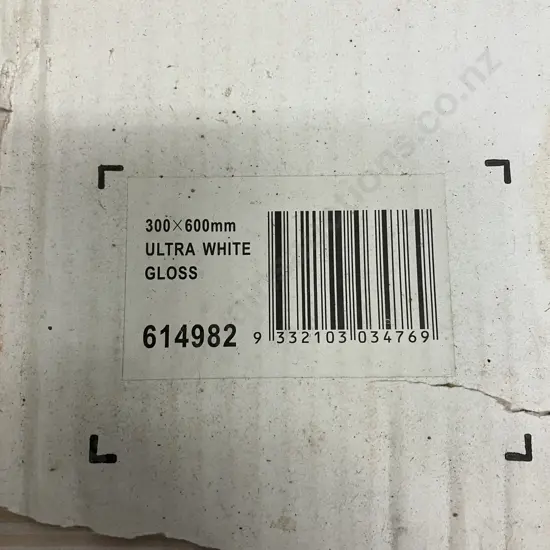 300×600mm
ULTRA WHITE
GLOSS
614982
9 332103 034769